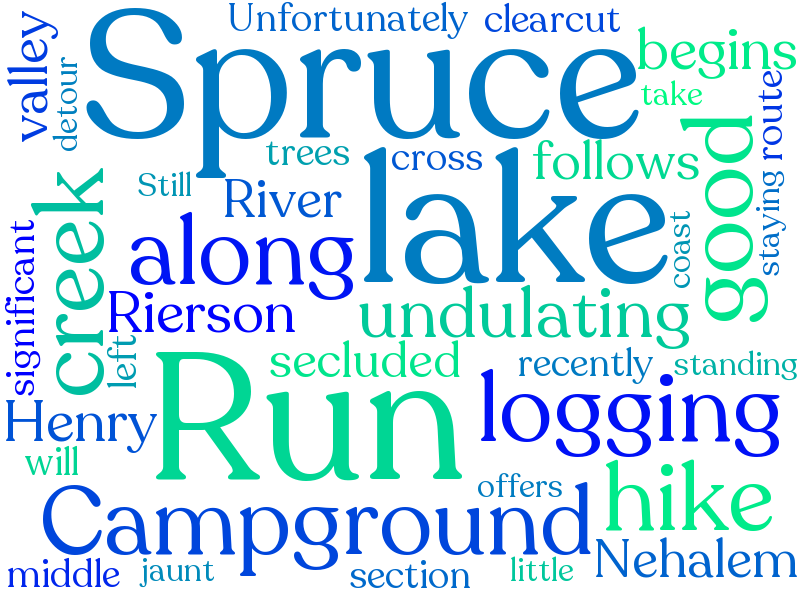 Unfortunately
clearcut
Spruce
begins
valley
detour
take
route
trees
cross
follows
good
Still
River
lake
creek
staying
coast
along
significant
Rierson
undulating
left
secluded
recently
standing
Run
logging
Henry
will
offers
hike
Campground
Nehalem
middle
jaunt
section
little